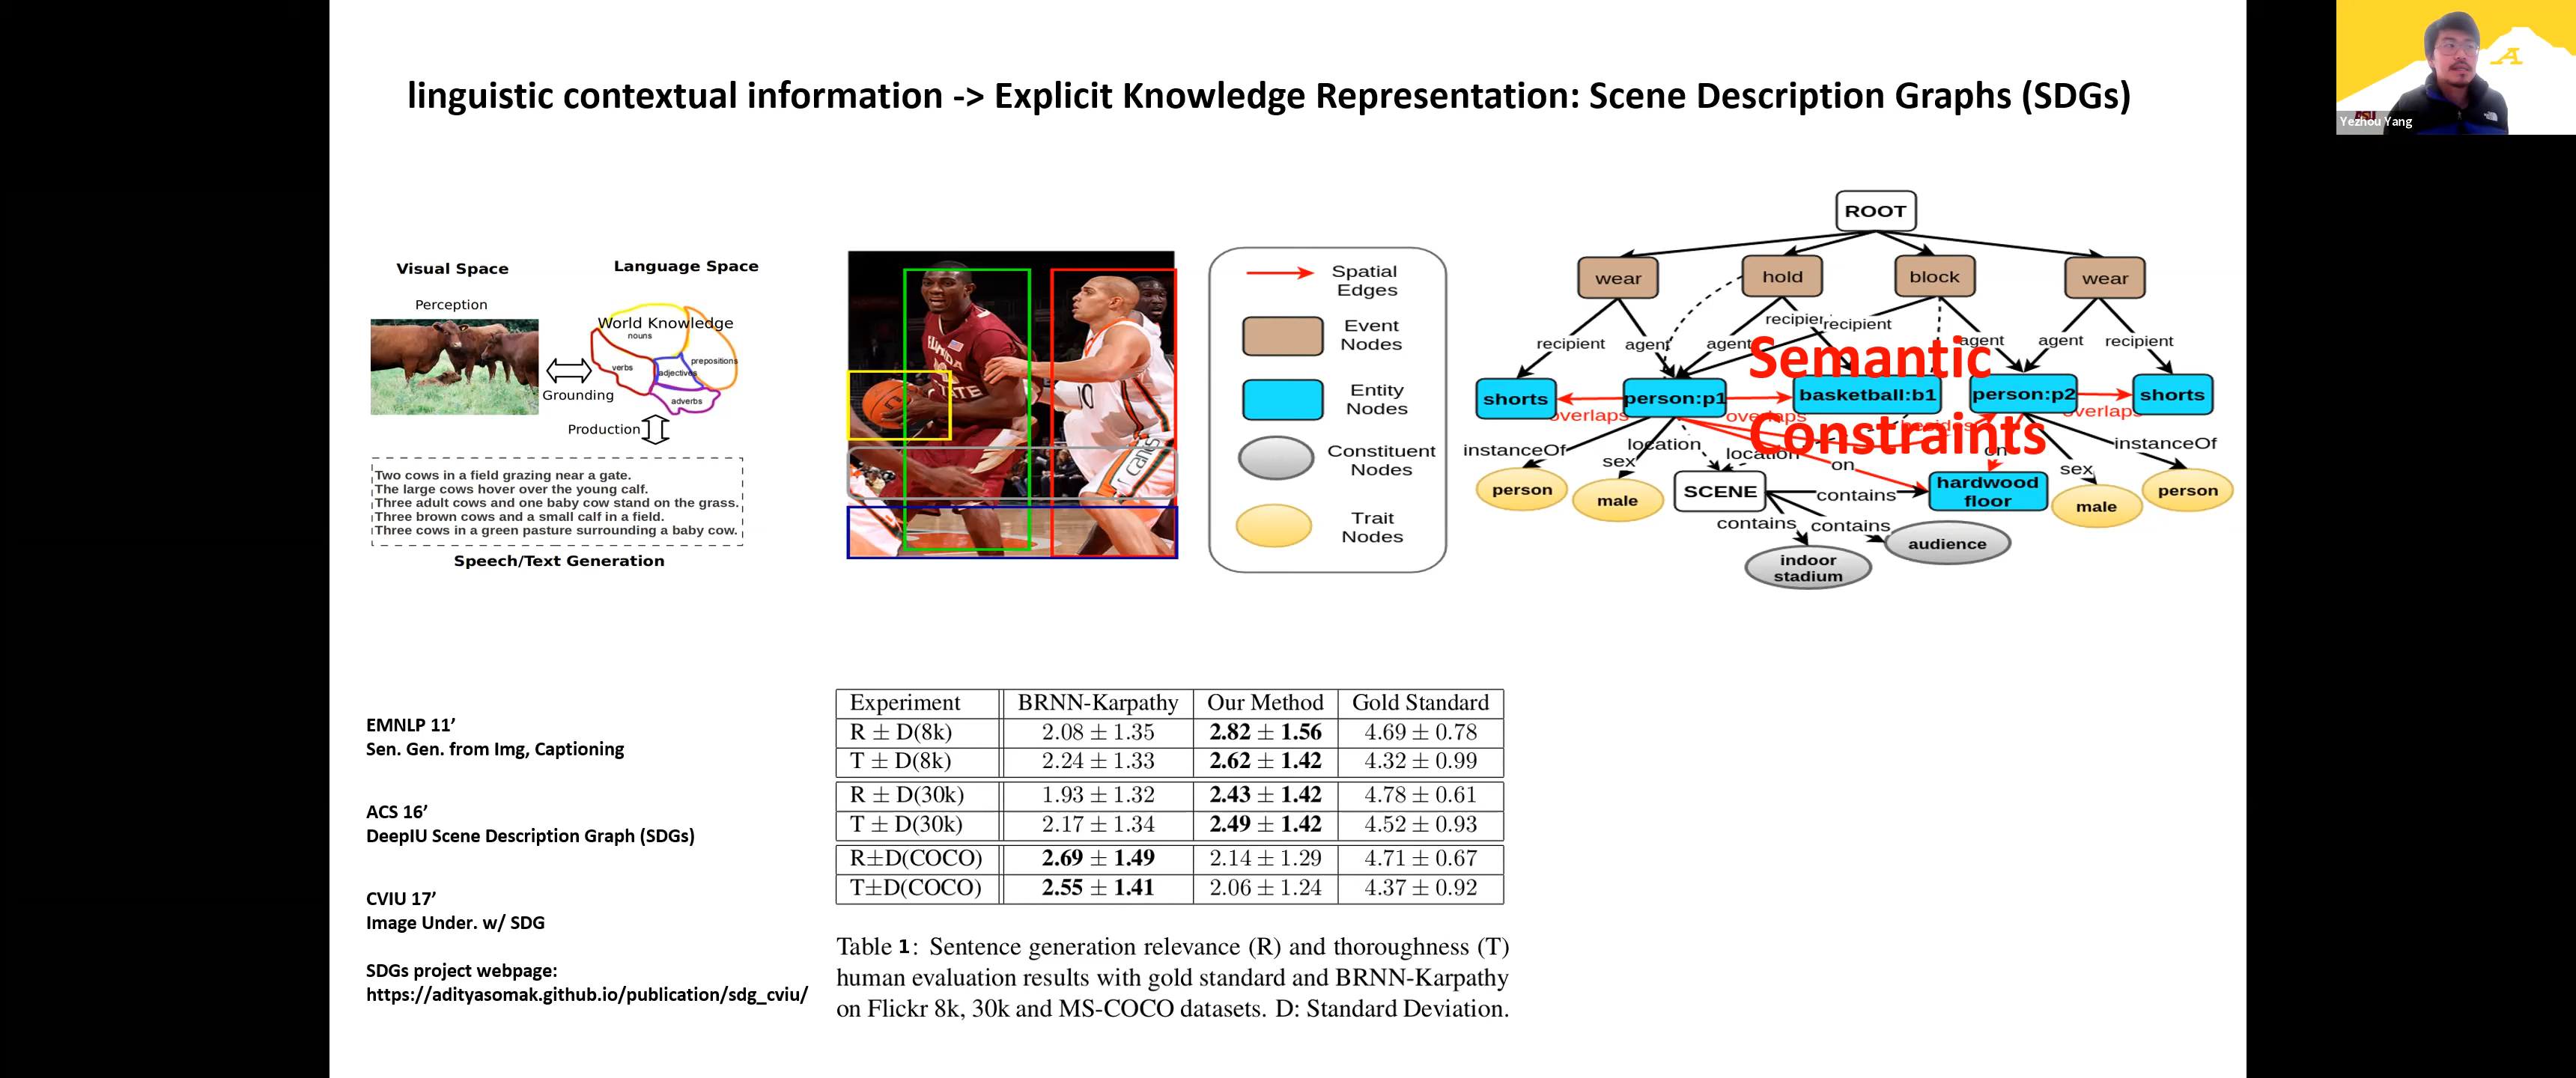 linguistic contextual information -> Explicit Knowledge Representation: Scene Description Graphs (SDGs)
Yezhou Yang
Visual Space
Language Space
Perception
World Knowledge
nouns
verbs
adjectives
prepositions
adverbs
Grounding
Production
Two cows in a field grazing near a gate.
The large cows hover over the young calf.
Three adult cows and one baby cow stand on the grass.
Three brown cows and a small calf in a field.
Three cows in a green pasture surrounding a baby cow.
Speech/Text Generation
Canes
Spatial
Edges
Event
Nodes
Entity
Nodes
Constituent
Nodes
Trait
Nodes
ROOT
wear
hold
block
wear
recipient
agent
agent
recipient
recipient
agent
agent
recipient
Semantic
Constraints
shorts
person:p1
basketball:b1
person:p2
shorts
overlaps
overlaps
besides
overlaps
instanceOf
sex
location
location
on
on
sex
instanceOf
person
male
SCENE
contains
hardwood
floor
male
person
contains
contains
indoor
stadium
audience
EMNLP 11’
Sen. Gen. from Img, Captioning
ACS 16’
DeepIU Scene Description Graph (SDGs)
CVIU 17’
Image Under. w/ SDG
SDGs project webpage:
https://adityasomak.github.io/publication/sdg_cviu/
Experiment BRNN-Karpathy Our Method Gold Standard
R ± D(8k) 2.08 ± 1.35 2.82 ± 1.56 4.69 ± 0.78
T ± D(8k) 2.24 ± 1.33 2.62 ± 1.42 4.32 ± 0.99
R ± D(30k) 1.93 ± 1.32 2.43 ± 1.42 4.78 ± 0.61
T ± D(30k) 2.17 ± 1.34 2.49 ± 1.42 4.52 ± 0.93
R±D(COCO) 2.69 ± 1.49 2.14 ± 1.29 4.71 ± 0.67
T±D(COCO) 2.55 ± 1.41 2.06 ± 1.24 4.37 ± 0.92
Table 1: Sentence generation relevance (R) and thoroughness (T)
human evaluation results with gold standard and BRNN-Karpathy
on Flickr 8k, 30k and MS-COCO datasets. D: Standard Deviation.